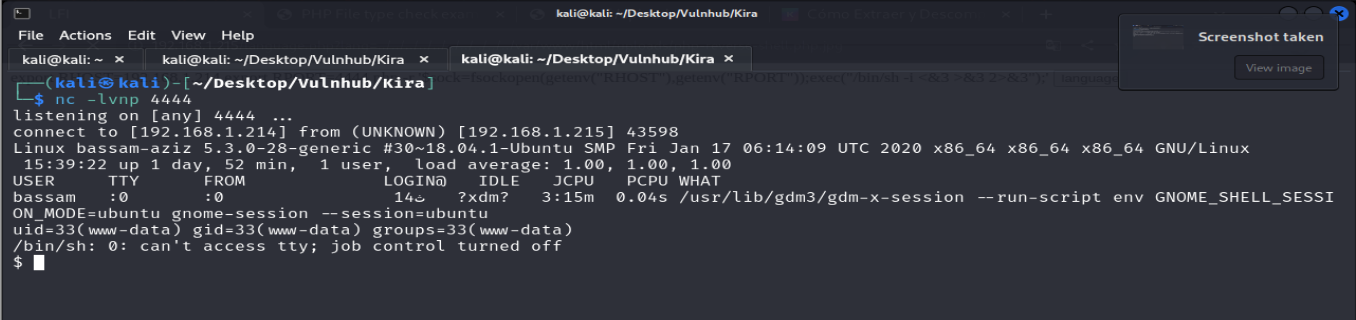 kali@kali: ~/Desktop/Vulnhub/Kira
File Actions Edit View Help
Screenshot taken
View image
kali@kali: ~ × kali@kali: ~/Desktop/Vulnhub/Kira × kali@kali: ~/Desktop/Vulnhub/Kira ×
┌──(kali㉿kali)-[~/Desktop/Vulnhub/Kira]
└─$ nc -lvnp 4444
listening on [any] 4444 ...
connect to [192.168.1.214] from (UNKNOWN) [192.168.1.215] 43598
Linux bassam-aziz 5.3.0-28-generic #30~18.04.1-Ubuntu SMP Fri Jan 17 06:14:09 UTC 2020 x86_64 x86_64 x86_64 GNU/Linux
15:39:22 up 1 day, 52 min, 1 user, load average: 1.00, 1.00, 1.00
USER TTY FROM LOGIN@ IDLE JCPU PCPU WHAT
bassam :0 :0 14ث ?xdm? 3:15m 0.04s /usr/lib/gdm3/gdm-x-session --run-script env GNOME_SHELL_SESSI
ON_MODE=ubuntu gnome-session --session=ubuntu
uid=33(www-data) gid=33(www-data) groups=33(www-data)
/bin/sh: 0: can't access tty; job control turned off
$